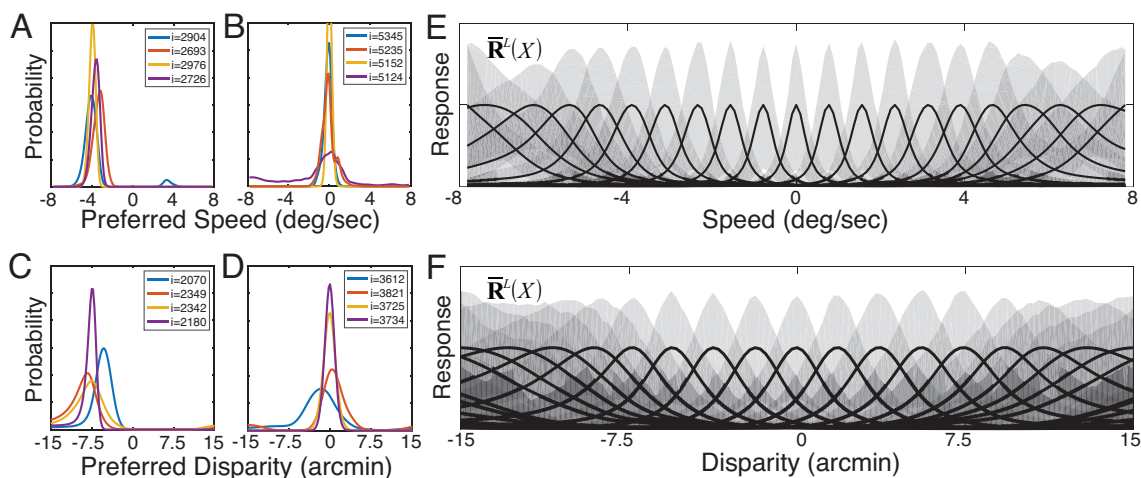 A
Probability
i=2904
i=2693
i=2976
i=2726
-8 -4 0 4 8
B
i=5345
i=5235
i=5152
i=5124
-8 -4 0 4 8
Preferred Speed (deg/sec)
C
Probability
i=2070
i=2349
i=2342
i=2180
-15 -7.5 0 7.5 15
D
i=3612
i=3821
i=3725
i=3734
-15 -7.5 0 7.5 15
Preferred Disparity (arcmin)
E
Response
R̅ᴸ(X)
-8 -4 0 4 8
Speed (deg/sec)
F
Response
R̅ᴸ(X)
-15 -7.5 0 7.5 15
Disparity (arcmin)